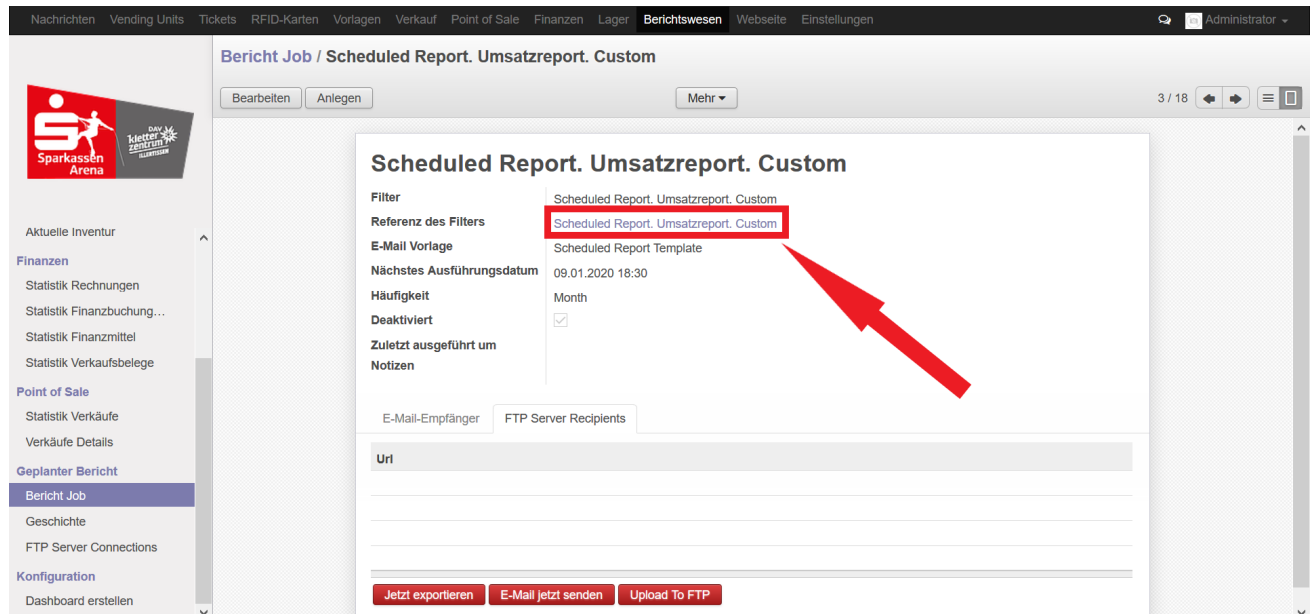 Nachrichten Vending Units Tickets RFID-Karten Vorlagen Verkauf Point of Sale Finanzen Lager Berichtswesen Webseite Einstellungen Administrator
Bericht Job / Scheduled Report. Umsatzreport. Custom
Bearbeiten Anlegen Mehr 3 / 18
Sparkassen
Arena
DAV
kletter
zentrum
ILLERTISSEN
Aktuelle Inventur
Finanzen
Statistik Rechnungen
Statistik Finanzbuchung…
Statistik Finanzmittel
Statistik Verkaufsbelege
Point of Sale
Statistik Verkäufe
Verkäufe Details
Geplanter Bericht
Bericht Job
Geschichte
FTP Server Connections
Konfiguration
Dashboard erstellen
Scheduled Report. Umsatzreport. Custom
Filter Scheduled Report. Umsatzreport. Custom
Referenz des Filters Scheduled Report. Umsatzreport. Custom
E-Mail Vorlage Scheduled Report Template
Nächstes Ausführungsdatum 09.01.2020 18:30
Häufigkeit Month
Deaktiviert
Zuletzt ausgeführt um
Notizen
E-Mail-Empfänger FTP Server Recipients
Url
Jetzt exportieren E-Mail jetzt senden Upload To FTP